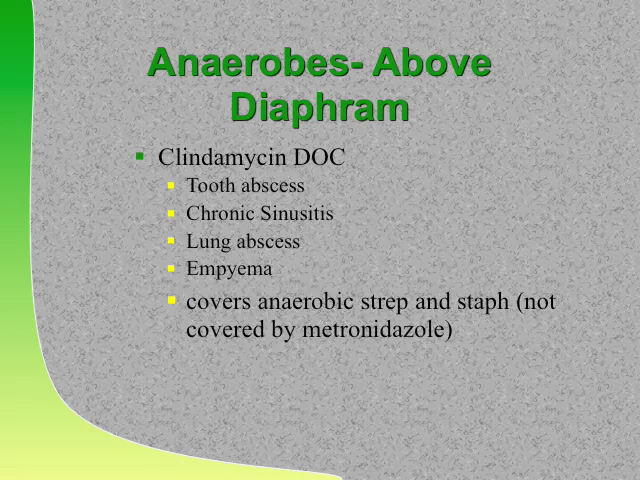 Anaerobes- Above
Diaphram
Clindamycin DOC
Tooth abscess
Chronic Sinusitis
Lung abscess
Empyema
covers anaerobic strep and staph (not
covered by metronidazole)